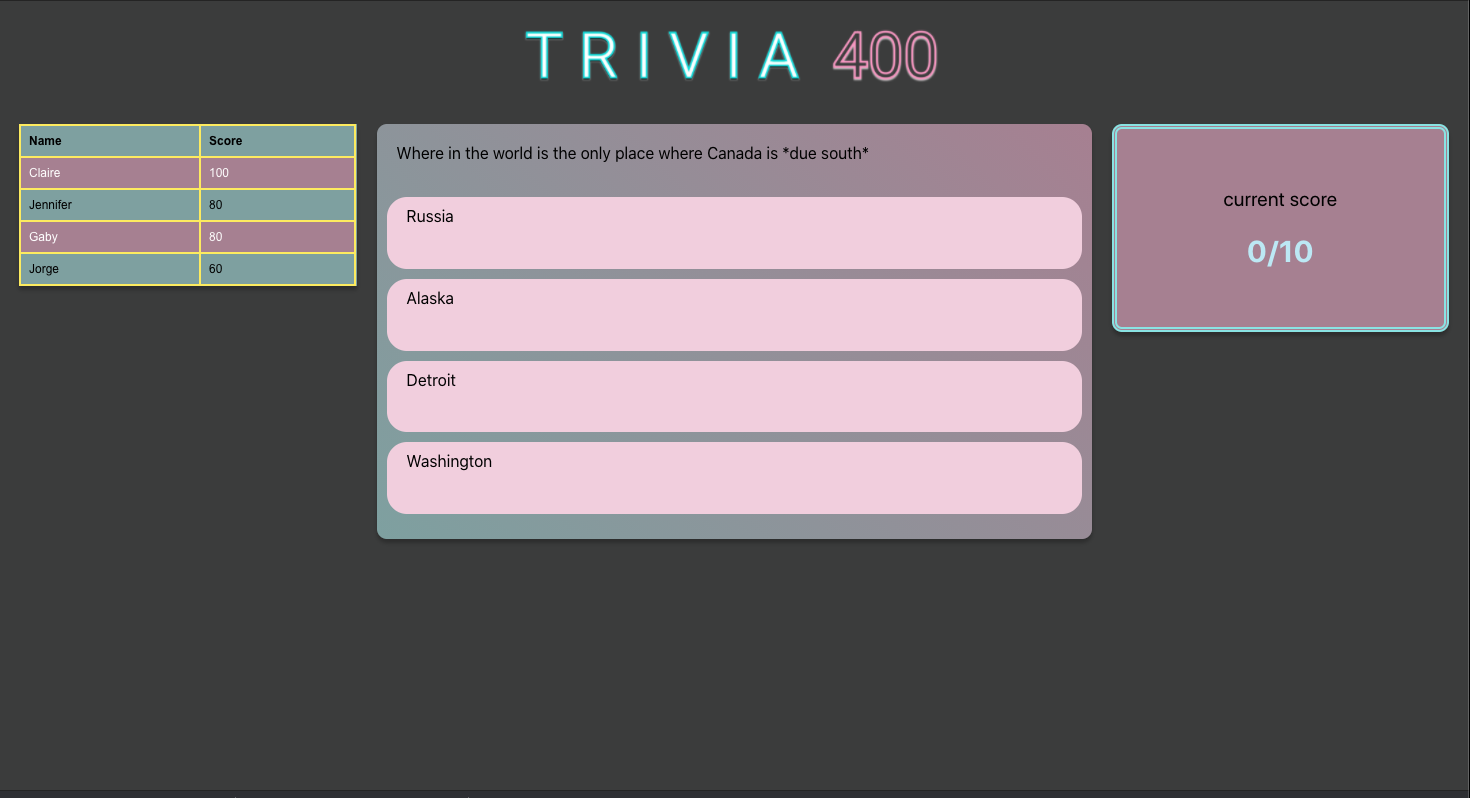 TRIVIA 400
Name Score
Claire 100
Jennifer 80
Gaby 80
Jorge 60
Where in the world is the only place where Canada is *due south*
Russia
Alaska
Detroit
Washington
current score
0/10